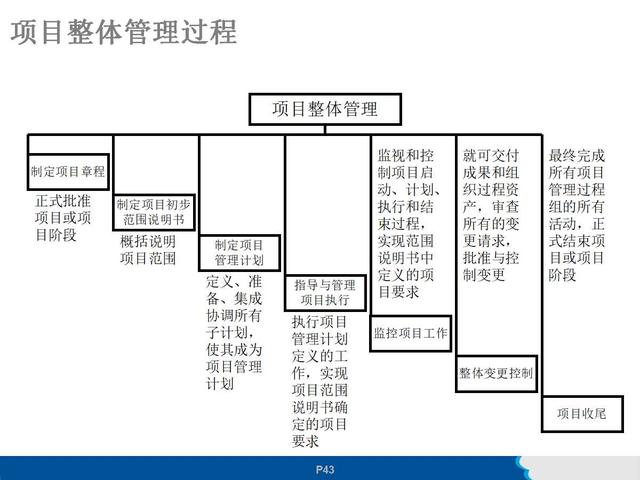 项目整体管理过程
项目整体管理
制定项目章程
正式批准
项目或项
目阶段
制定项目初步
范围说明书
概括说明
项目范围
制定项目
管理计划
定义、准
备、集成
协调所有
子计划，
使其成为
项目管理
计划
指导与管理
项目执行
执行项目
管理计划
定义的工
作，实现
项目范围
说明书确
定的项目
要求
监视和控
制项目启
动、计划、
执行和结
束过程，
实现范围
说明书中
定义的项
目要求
监控项目工作
就可交付
成果和组
织过程资
产，审查
所有的变
更请求，
批准与控
制变更
整体变更控制
最终完成
所有项目
管理过程
组的所有
活动，正
式结束项
目或项目
阶段
项目收尾
P43